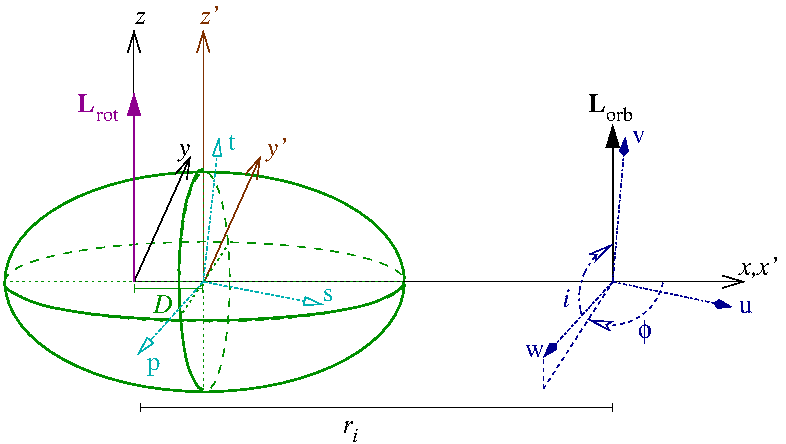 z z'
L_rot L_orb
y y' t v
x,x'
D s i u
p w ϕ
r_i